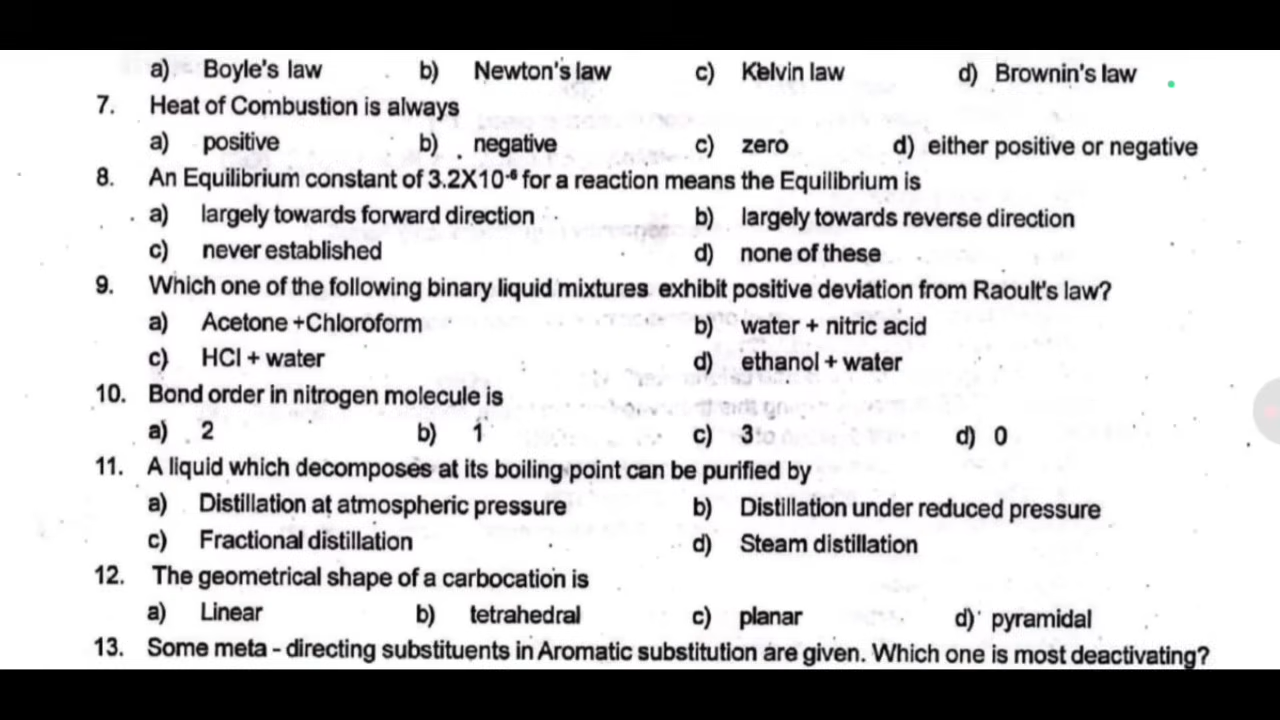 a) Boyle's law b) Newton's law c) Kelvin law d) Brownin's law
7. Heat of Combustion is always
a) positive b) negative c) zero d) either positive or negative
8. An Equilibrium constant of 3.2X10⁻⁶ for a reaction means the Equilibrium is
a) largely towards forward direction b) largely towards reverse direction
c) never established d) none of these
9. Which one of the following binary liquid mixtures exhibit positive deviation from Raoult's law?
a) Acetone +Chloroform b) water + nitric acid
c) HCl + water d) ethanol + water
10. Bond order in nitrogen molecule is
a) 2 b) 1 c) 3 d) 0
11. A liquid which decomposes at its boiling point can be purified by
a) Distillation at atmospheric pressure b) Distillation under reduced pressure
c) Fractional distillation d) Steam distillation
12. The geometrical shape of a carbocation is
a) Linear b) tetrahedral c) planar d) pyramidal
13. Some meta - directing substituents in Aromatic substitution are given. Which one is most deactivating?